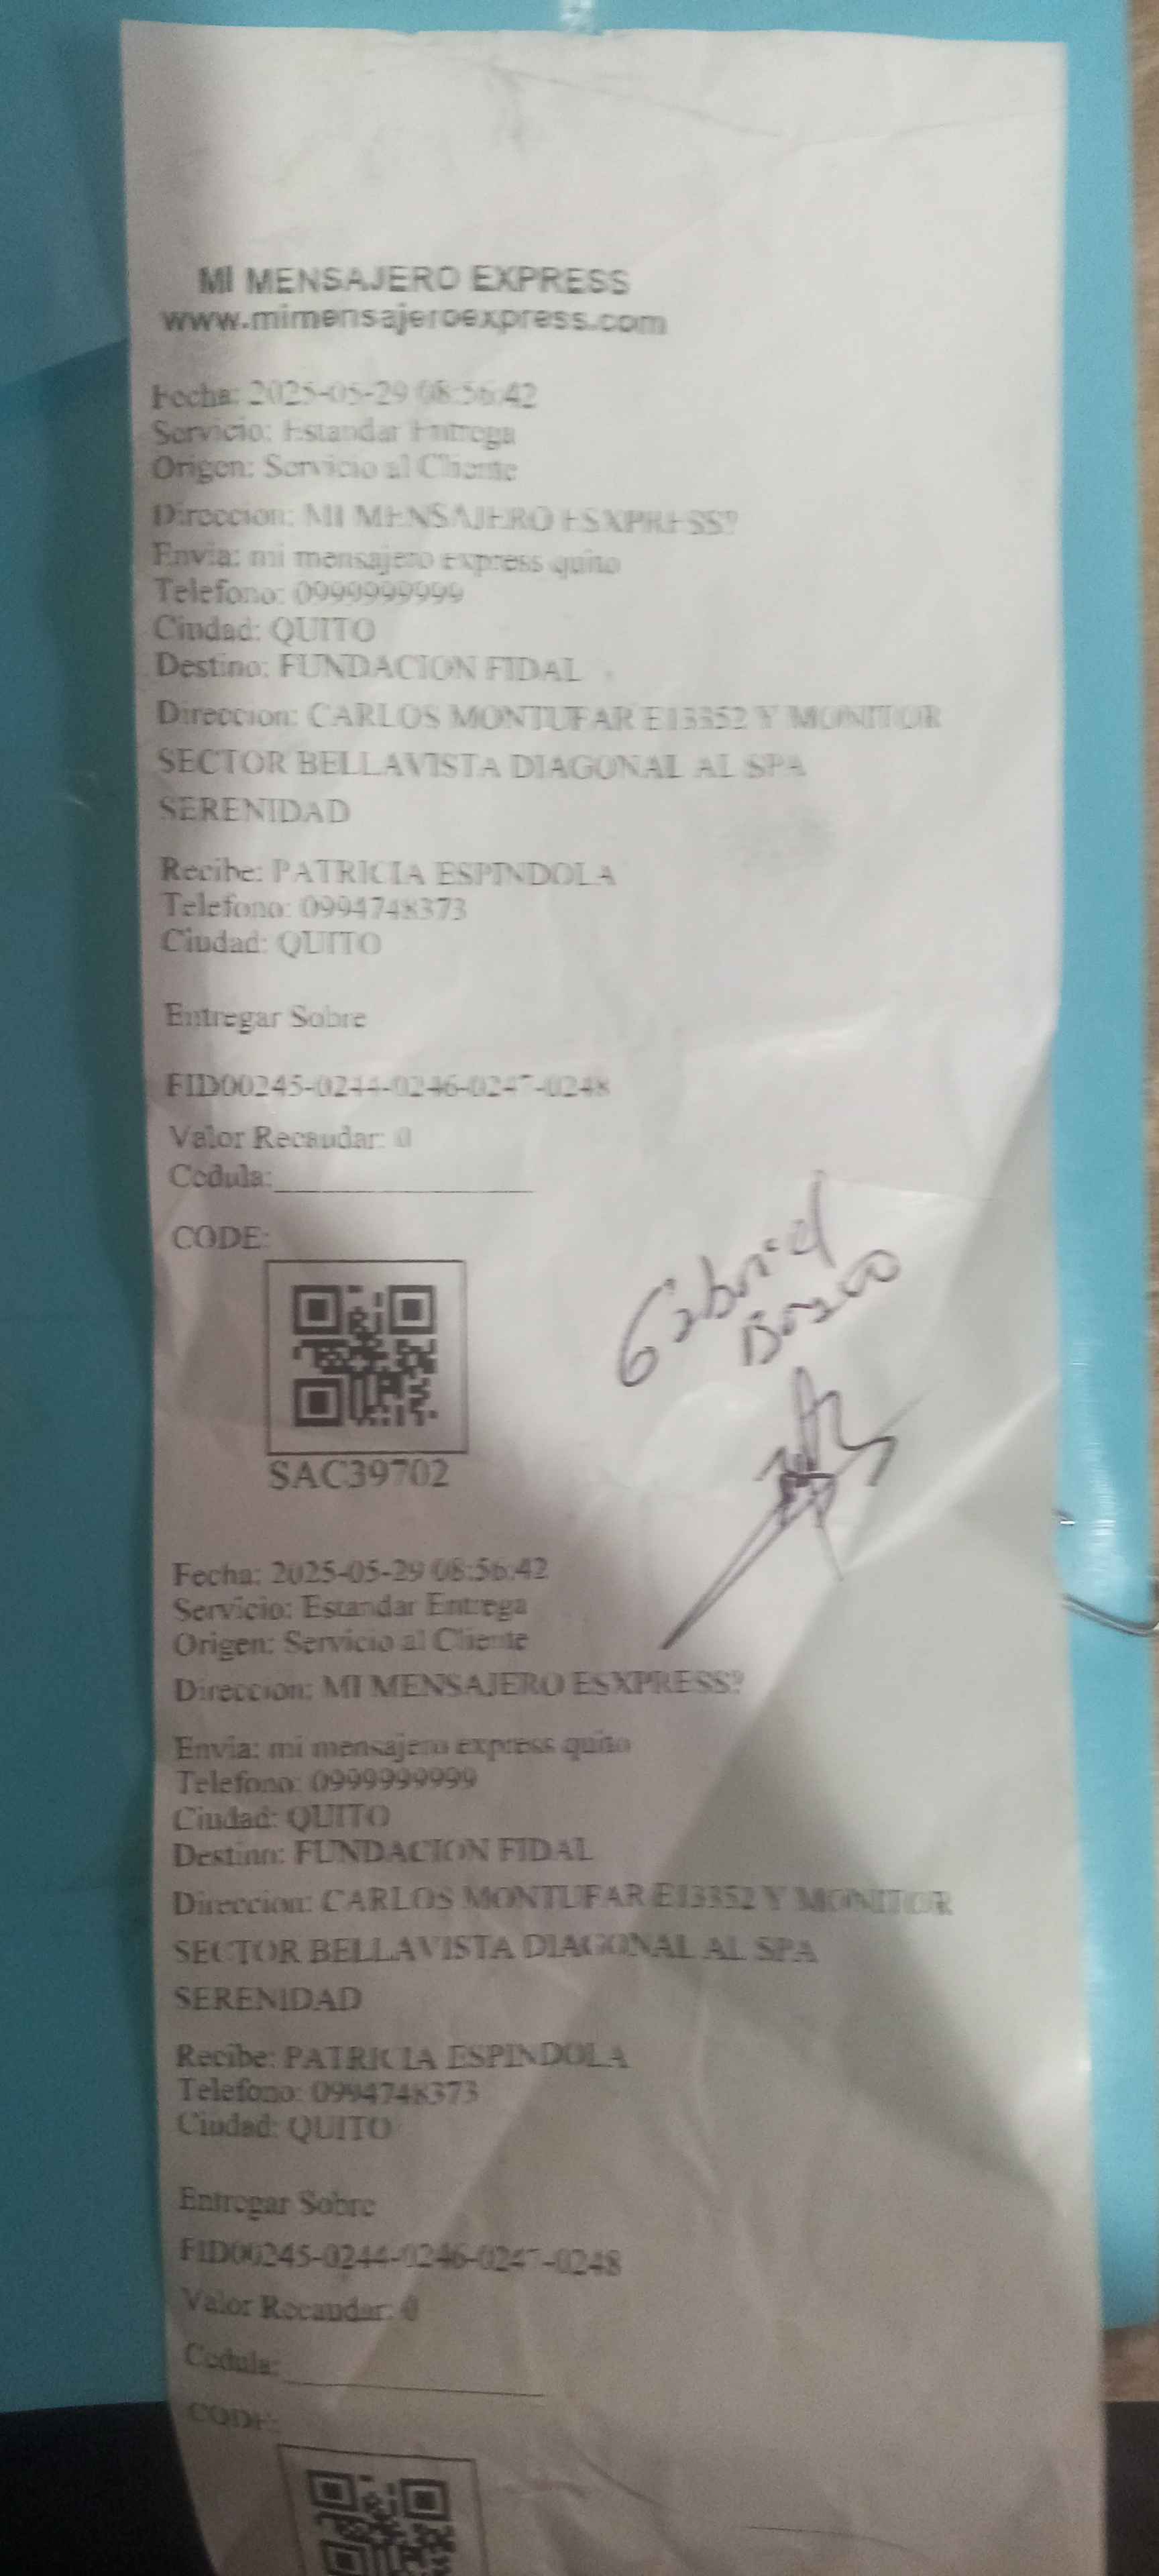 MI MENSAJERO EXPRESS
www.mimensajeroexpress.com
Fecha: 2025-05-29 08:56:42
Servicio: Estandar Entrega
Origen: Servicio al Cliente
Direccion: MI MENSAJERO ESXPRESS?
Envia: mi mensajero express quito
Telefono: 0999999999
Ciudad: QUITO
Destino: FUNDACION FIDAL
Direccion: CARLOS MONTUFAR E13352 Y MONITOR
SECTOR BELLAVISTA DIAGONAL AL SPA
SERENIDAD
Recibe: PATRICIA ESPINDOLA
Telefono: 0994748373
Ciudad: QUITO
Entregar Sobre
FID00245-0244-0246-0247-0248
Valor Recaudar: 0
Cedula:
CODE:
Gabriel
SAC39702
Fecha: 2025-05-29 08:56:42
Servicio: Estandar Entrega
Origen: Servicio al Cliente
Direccion: MI MENSAJERO ESXPRESS?
Envia: mi mensajero express quito
Telefono: 0999999999
Ciudad: QUITO
Destino: FUNDACION FIDAL
Direccion: CARLOS MONTUFAR E13352 Y MONITOR
SECTOR BELLAVISTA DIAGONAL AL SPA
SERENIDAD
Recibe: PATRICIA ESPINDOLA
Telefono: 0994748373
Ciudad: QUITO
Entregar Sobre
FID00245-0244-0246-0247-0248
Valor Recaudar: 0
Cedula:
CODE: